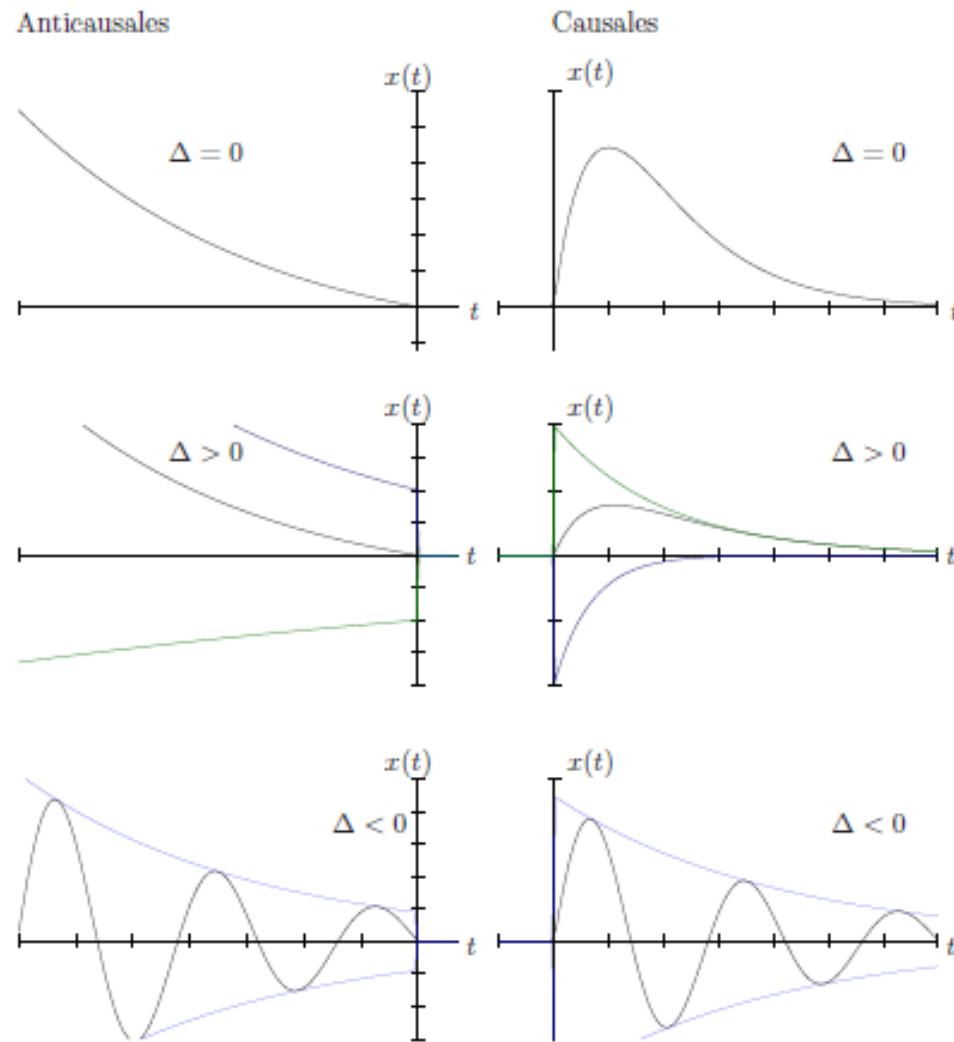 Anticausales
Causales
x(t)
x(t)
Δ = 0
Δ = 0
t
t
x(t)
x(t)
Δ > 0
Δ > 0
t
t
x(t)
x(t)
Δ < 0
Δ < 0
t
t